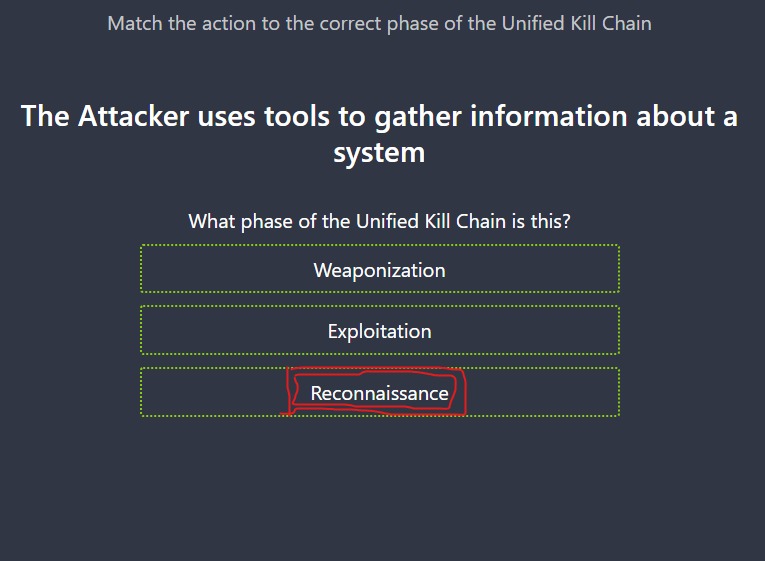 Match the action to the correct phase of the Unified Kill Chain
The Attacker uses tools to gather information about a
system
What phase of the Unified Kill Chain is this?
Weaponization
Exploitation
Reconnaissance